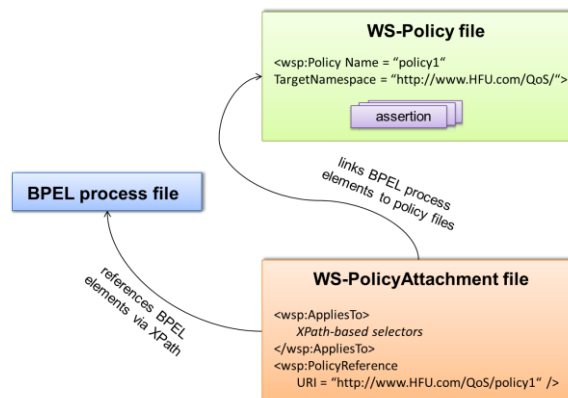 WS-Policy file
<wsp:Policy Name = “policy1“
TargetNamespace = “http://www.HFU.com/QoS/“>
assertion
links BPEL process
elements to policy files
BPEL process file
references BPEL
elements via XPath
WS-PolicyAttachment file
<wsp:AppliesTo>
XPath-based selectors
</wsp:AppliesTo>
<wsp:PolicyReference
URI = “http://www.HFU.com/QoS/policy1“ />